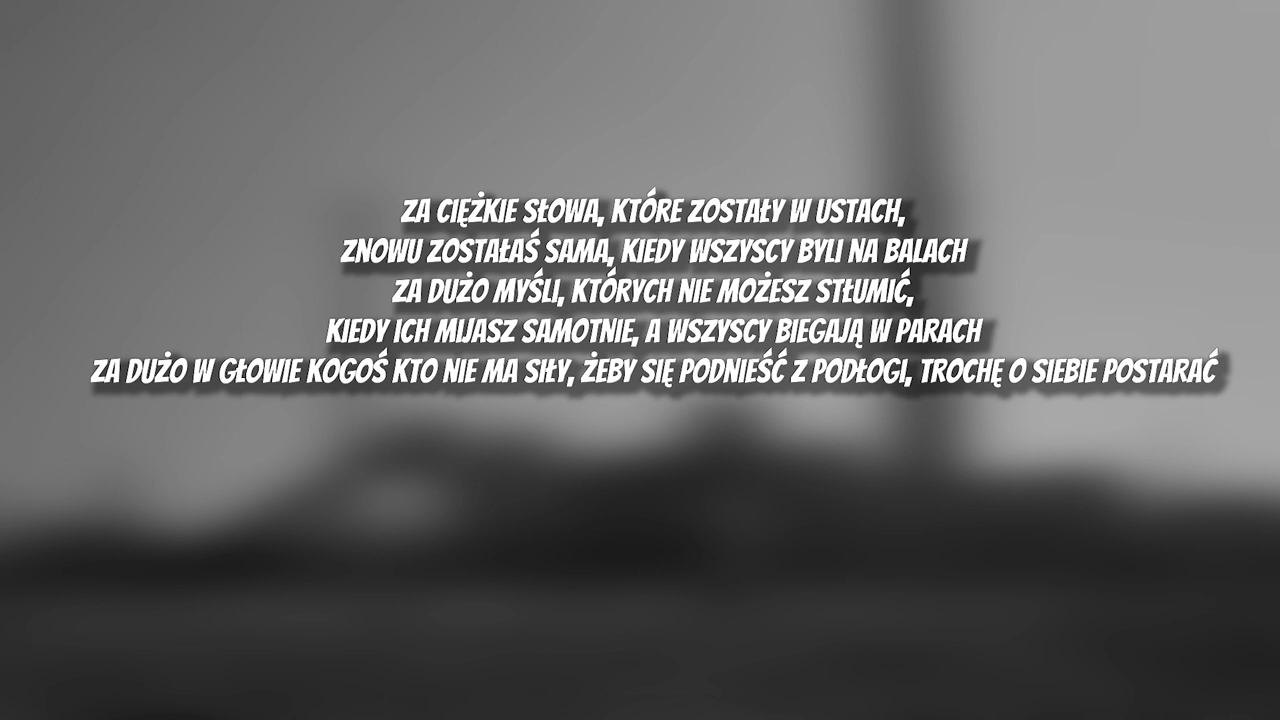 ZA CIĘŻKIE SŁOWA, KTÓRE ZOSTAŁY W USTACH,
ZNOWU ZOSTAŁAŚ SAMA, KIEDY WSZYSCY BYLI NA BALACH
ZA DUŻO MYŚLI, KTÓRYCH NIE MOŻESZ STŁUMIĆ,
KIEDY ICH MIJASZ SAMOTNIE, A WSZYSCY BIEGAJĄ W PARACH
ZA DUŻO W GŁOWIE KOGOŚ KTO NIE MA SIŁY, ŻEBY SIĘ PODNIEŚĆ Z PODŁOGI, TROCHĘ O SIEBIE POSTARAĆ